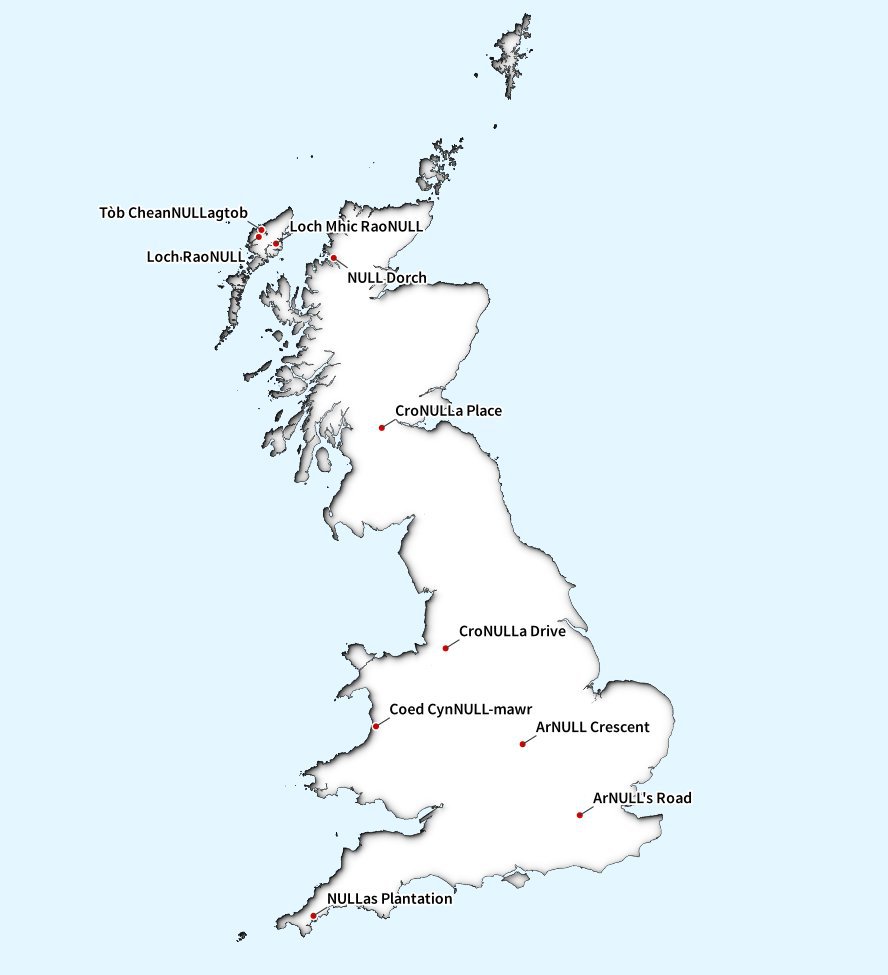 Tòb CheanNULLagtob
Loch Mhic RaoNULL
Loch RaoNULL
NULL Dorch
CroNULLa Place
CroNULLa Drive
Coed CynNULL-mawr
ArNULL Crescent
ArNULL's Road
NULLas Plantation